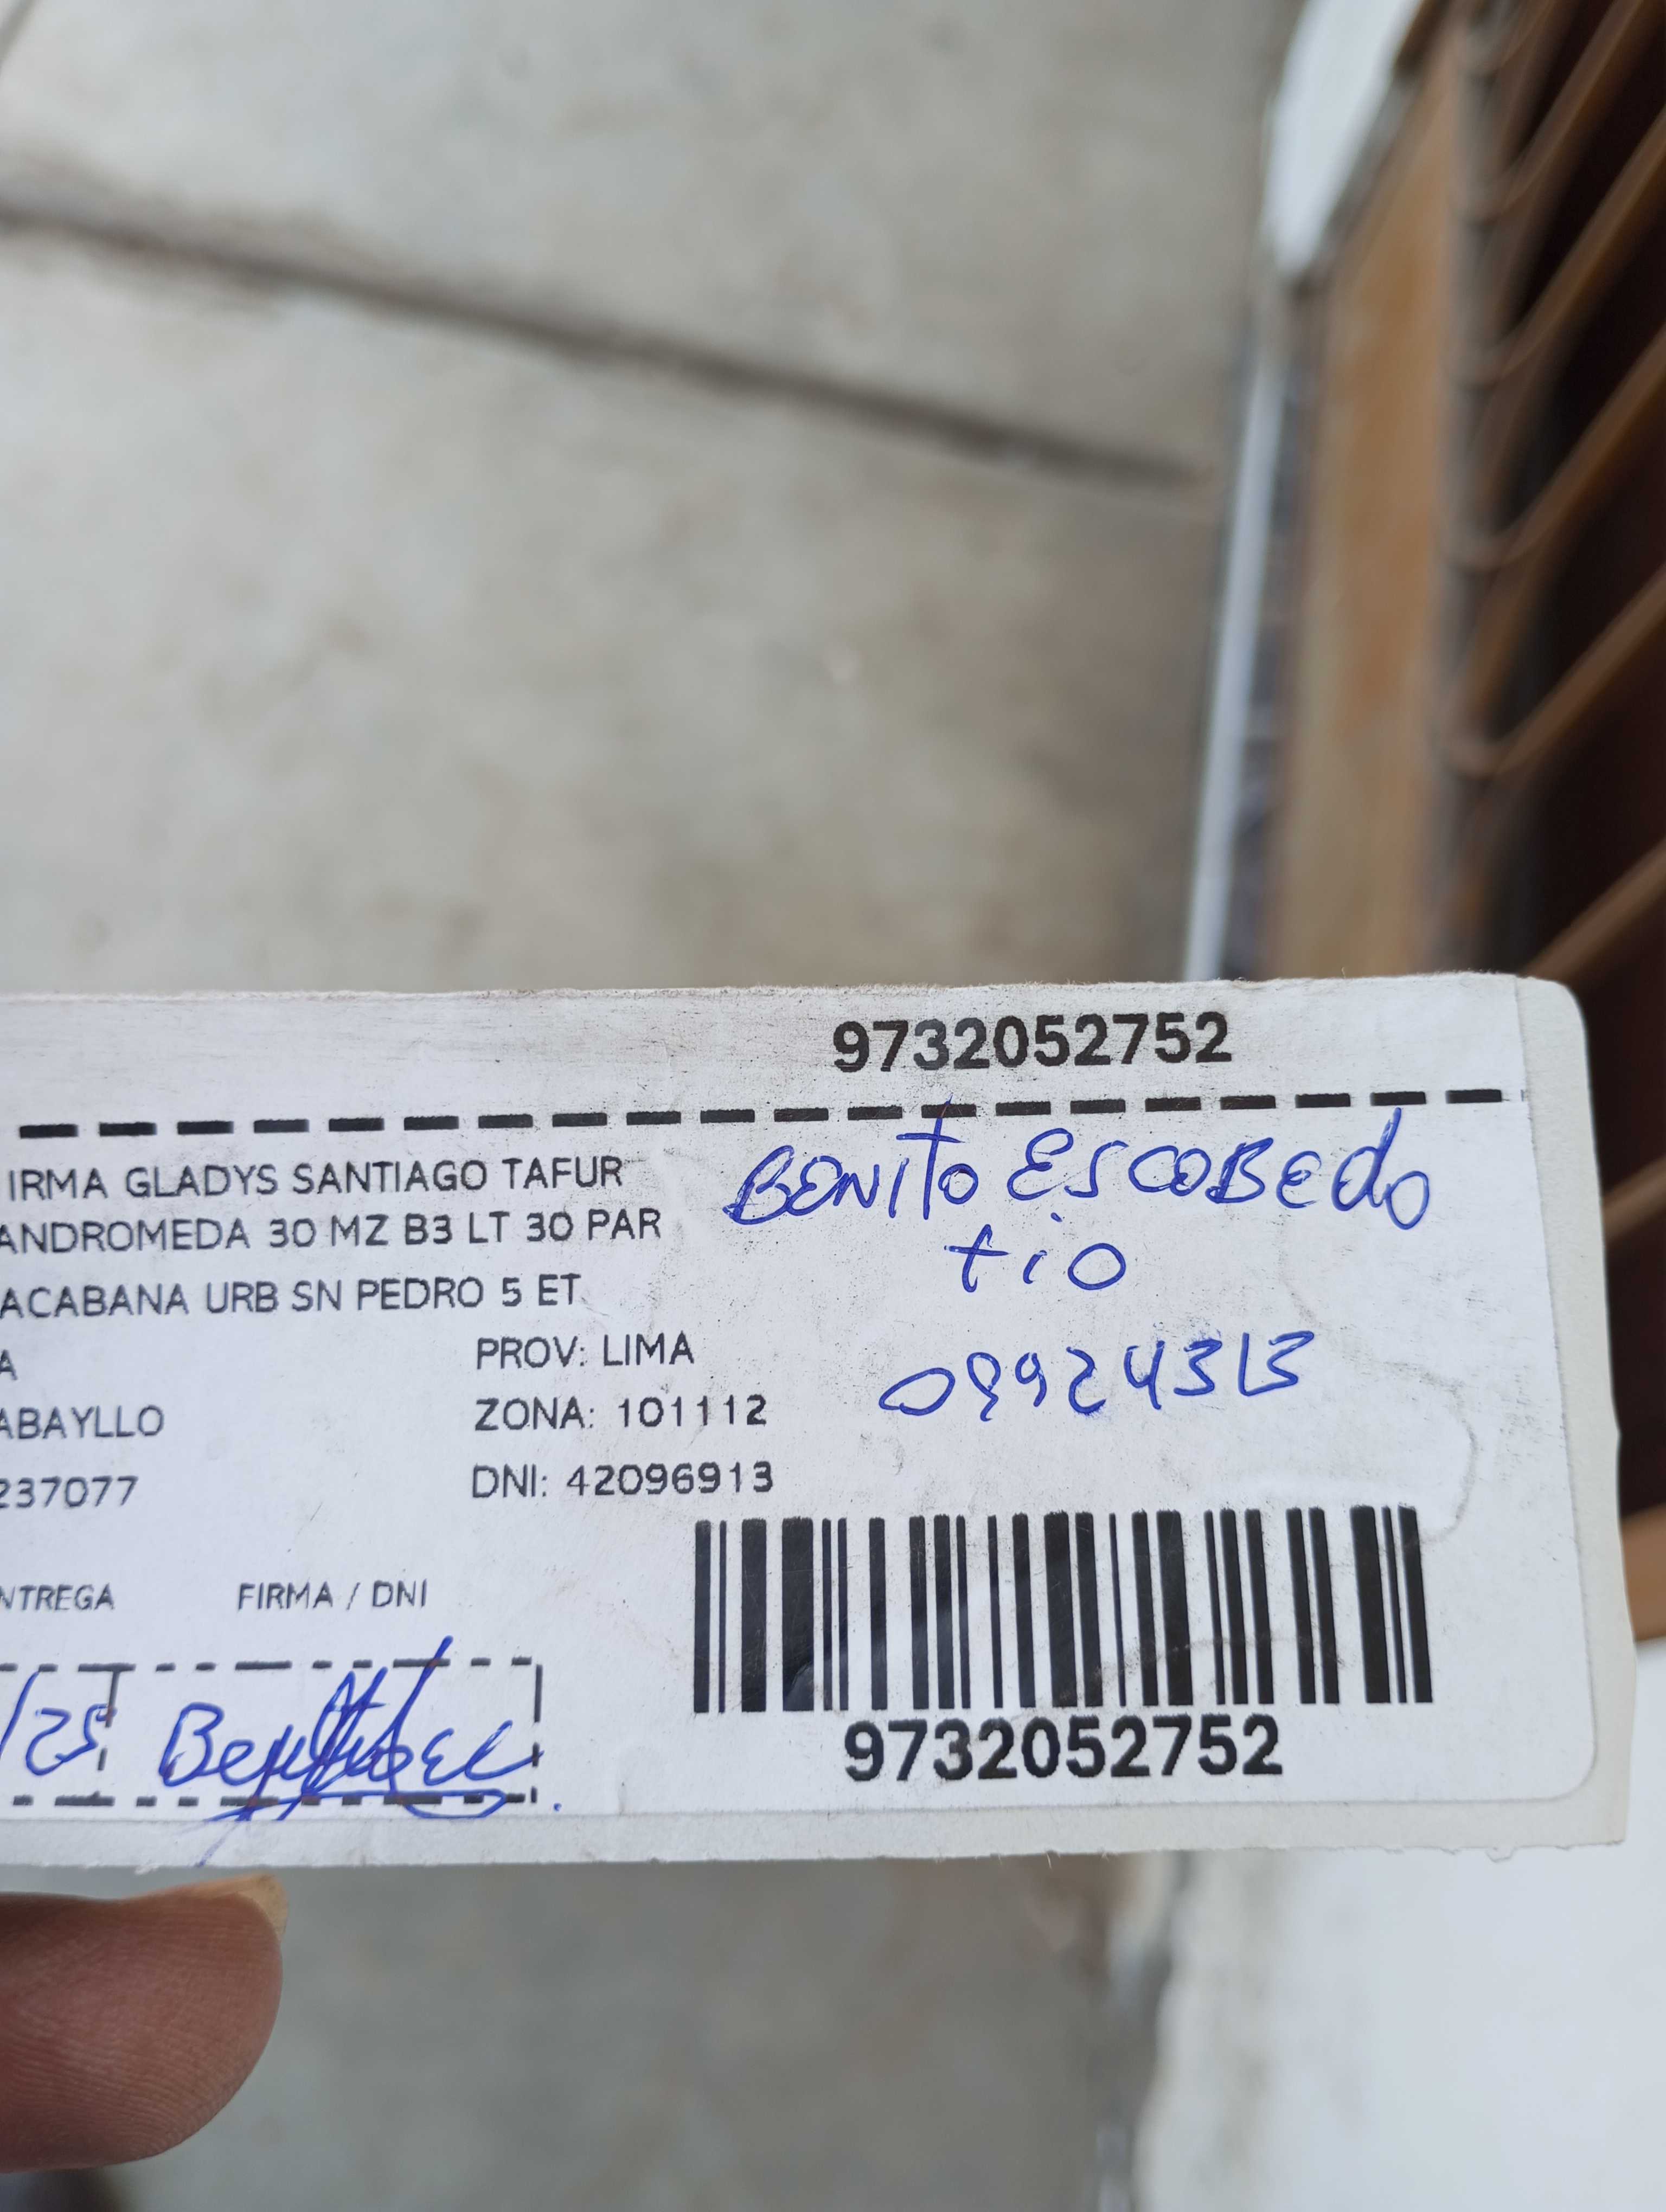 9732052752
IRMA GLADYS SANTIAGO TAFUR
ANDROMEDA 30 MZ B3 LT 30 PAR
ACABANA URB SN PEDRO 5 ET
A
PROV: LIMA
ABAYLLO
ZONA: 101112
237077
DNI: 42096913
BENITO ESCOBEDO
tio
NTREGA
FIRMA / DNI
/25
9732052752